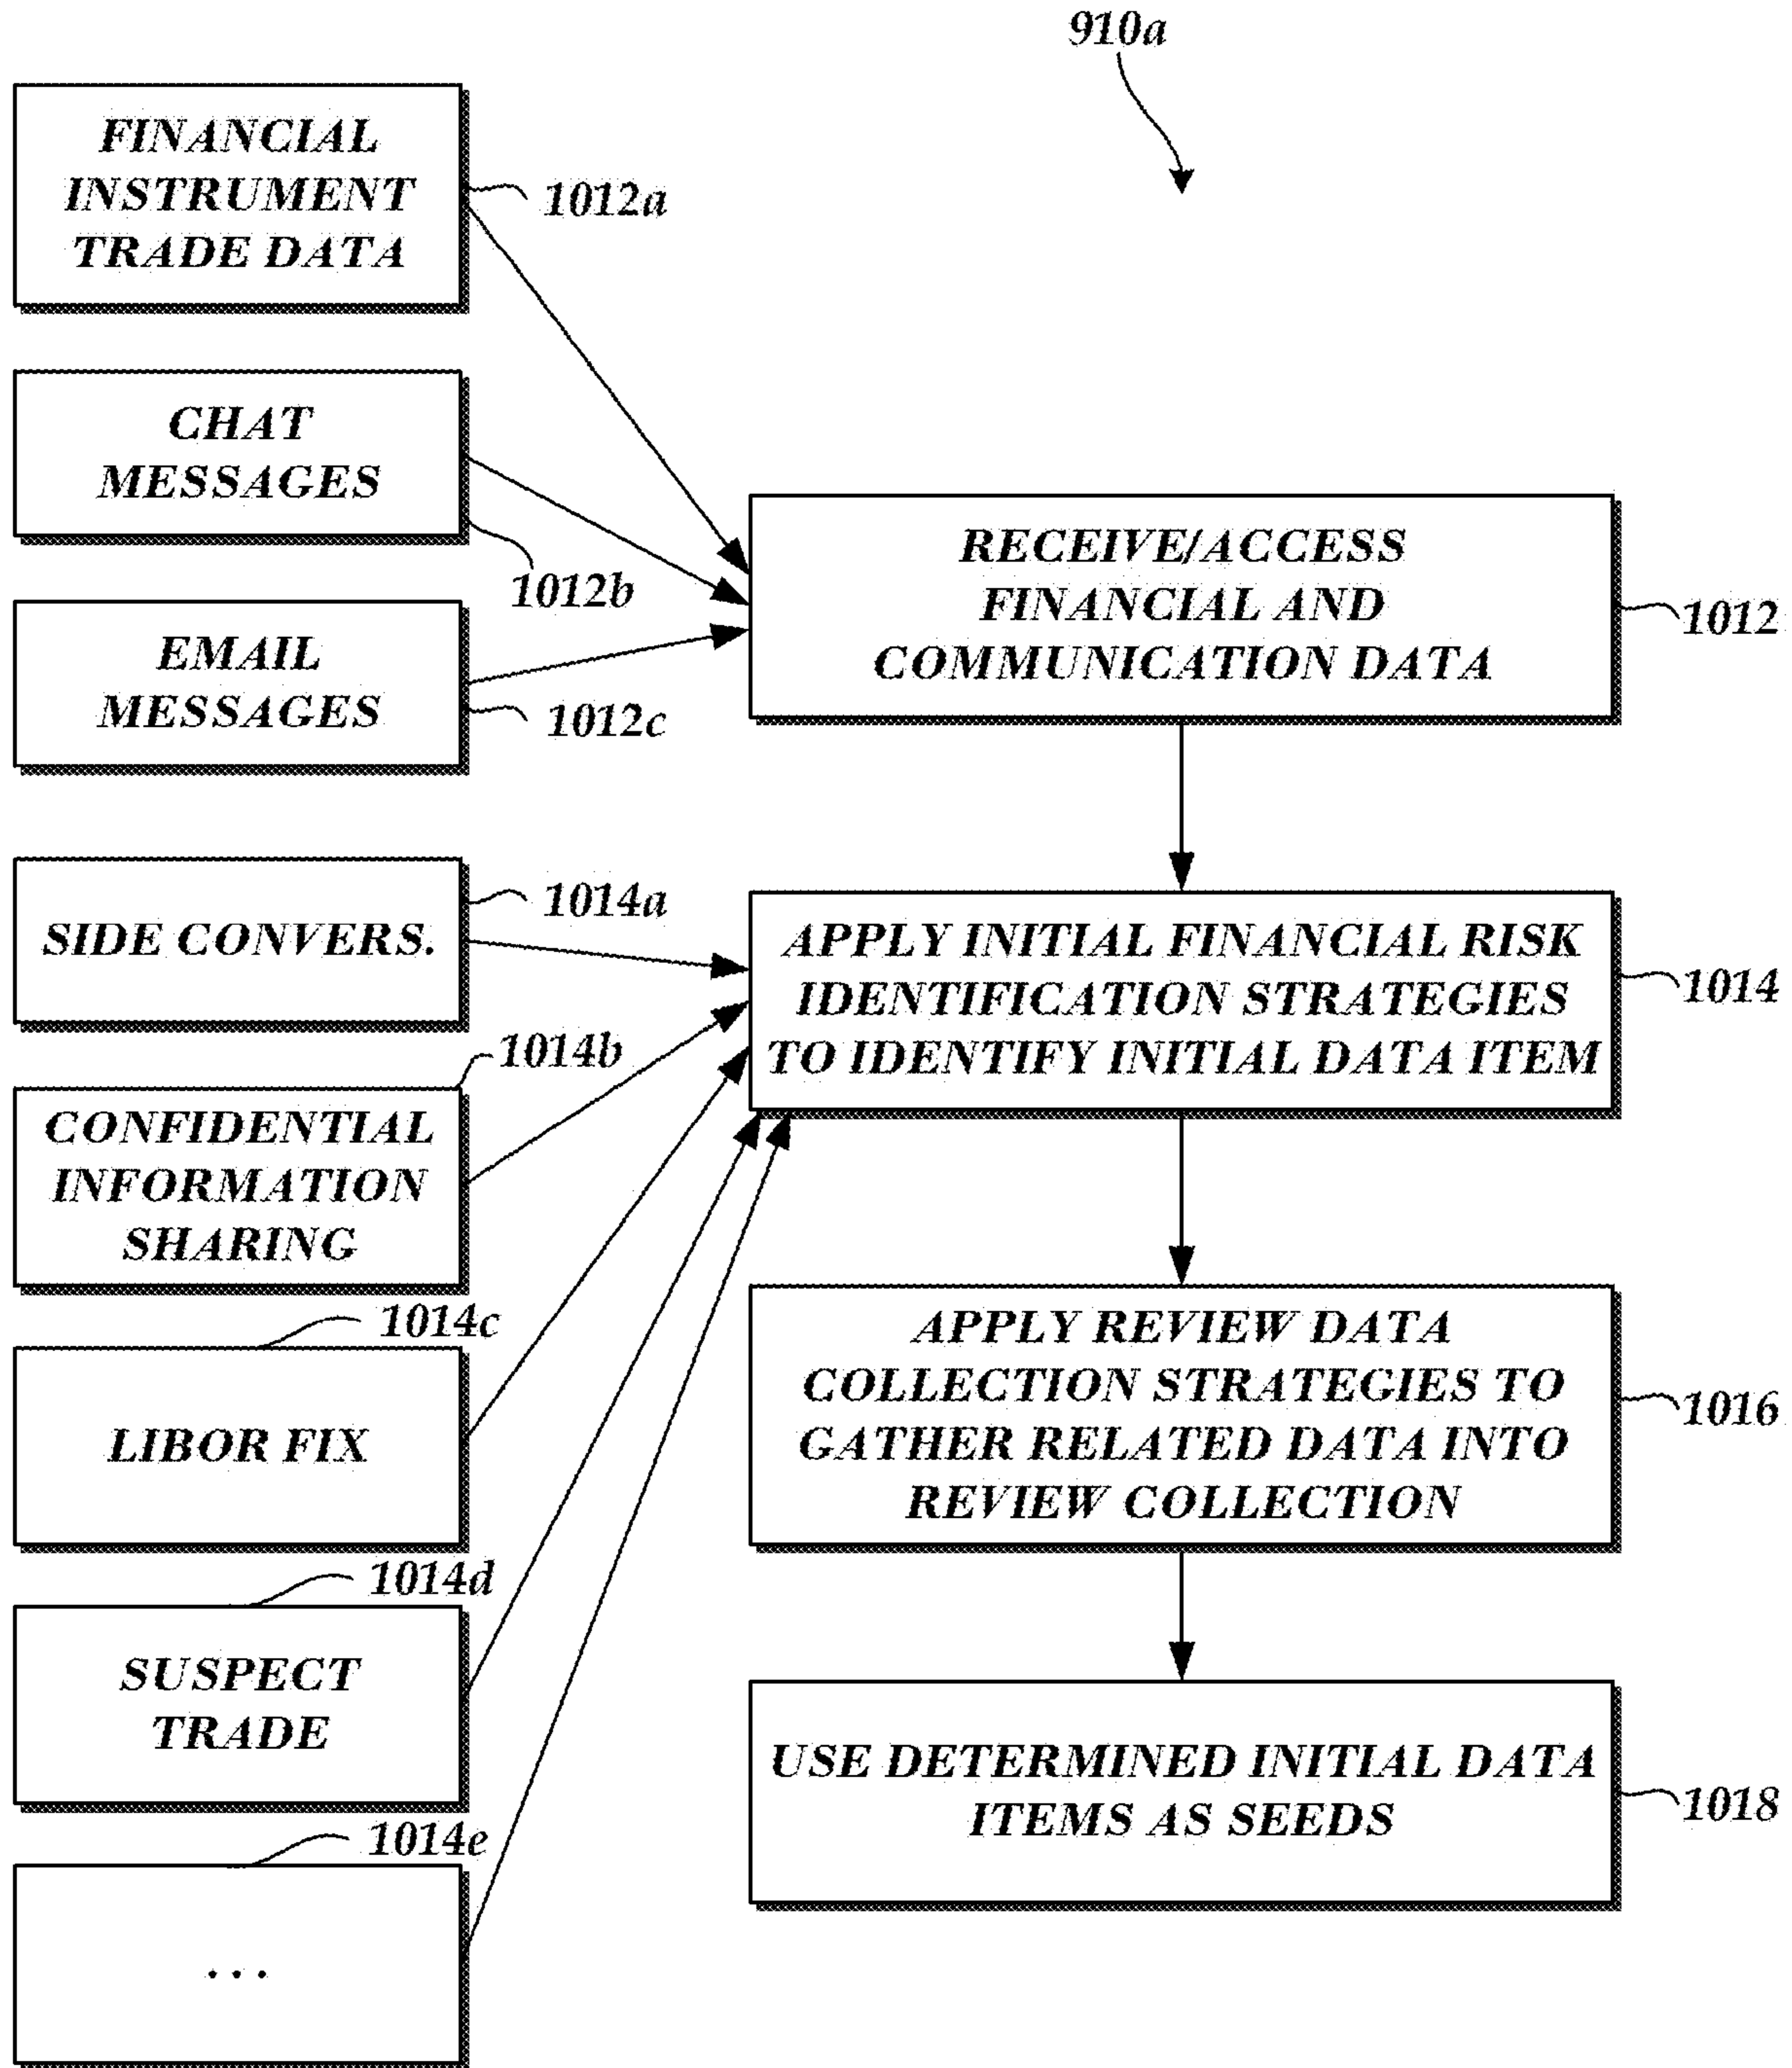 910a
FINANCIAL
INSTRUMENT
TRADE DATA
1012a
CHAT
MESSAGES
1012b
EMAIL
MESSAGES
1012c
RECEIVE/ACCESS
FINANCIAL AND
COMMUNICATION DATA
1012
SIDE CONVERS.
1014a
CONFIDENTIAL
INFORMATION
SHARING
1014b
LIBOR FIX
1014c
SUSPECT
TRADE
1014d
...
1014e
APPLY INITIAL FINANCIAL RISK
IDENTIFICATION STRATEGIES
TO IDENTIFY INITIAL DATA ITEM
1014
APPLY REVIEW DATA
COLLECTION STRATEGIES TO
GATHER RELATED DATA INTO
REVIEW COLLECTION
1016
USE DETERMINED INITIAL DATA
ITEMS AS SEEDS
1018